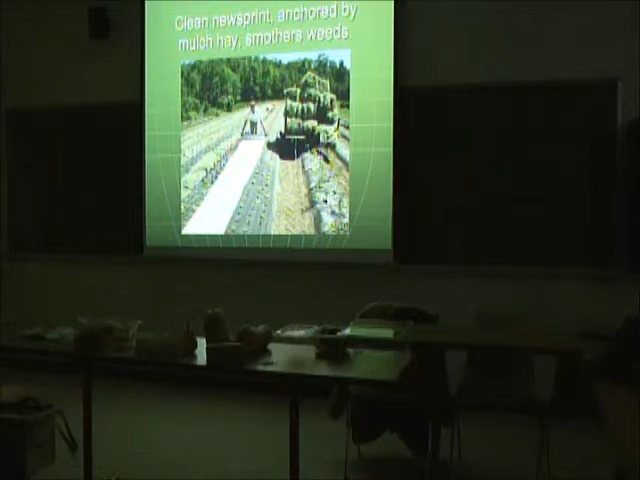 Clean newsprint, anchored by
mulch hay, smothers weeds.